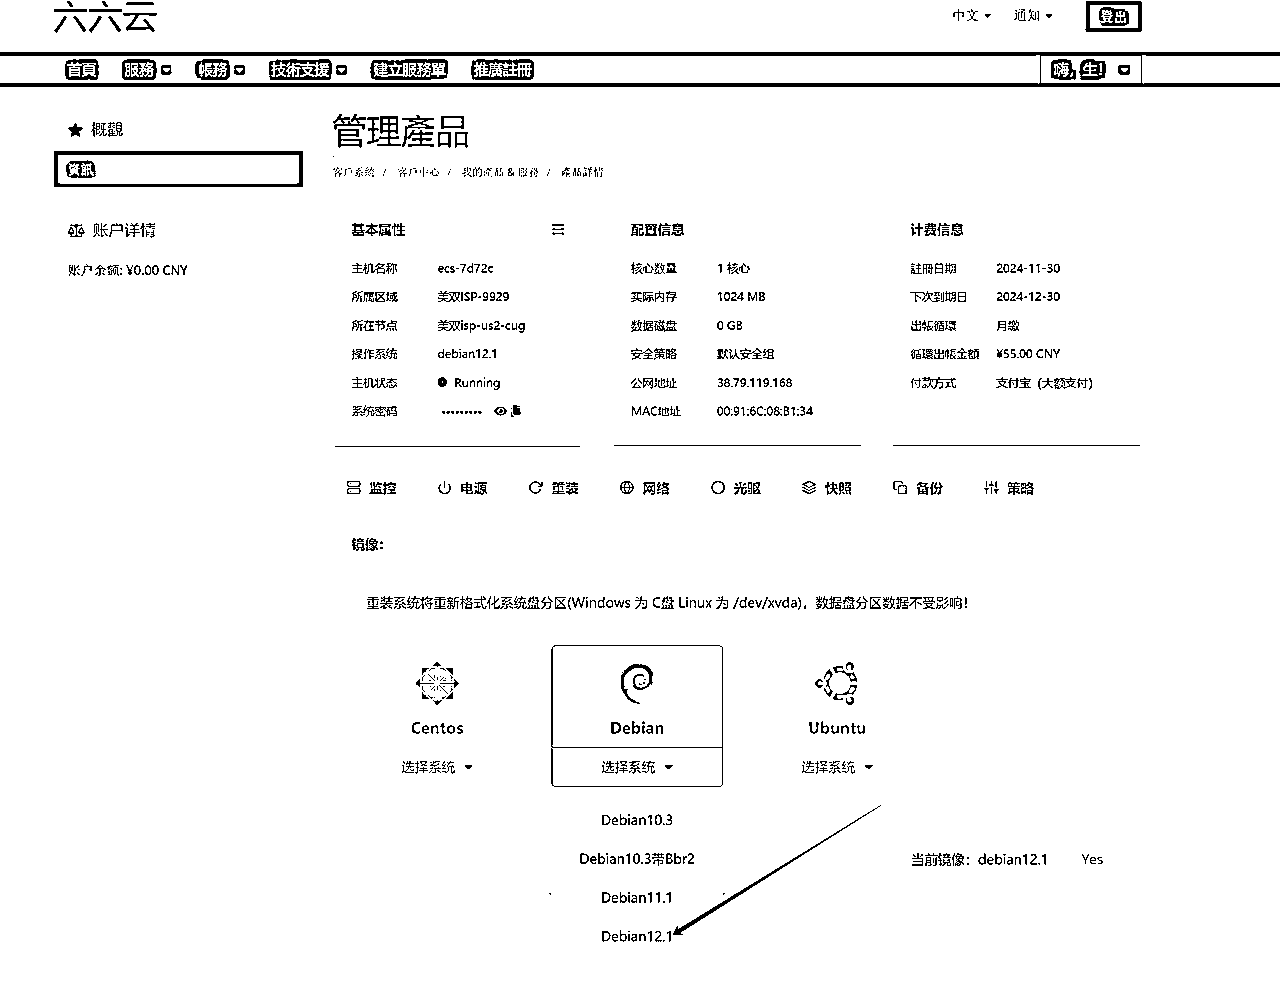 六六云
中文 通知 登出
首頁 服務 帳務 技術支援 建立服務單 推廣註冊 嗨, 生!
概觀
資訊
账户详情
账户余额: ¥0.00 CNY
管理產品
客戶系統 / 客戶中心 / 我的產品 & 服務 / 產品詳情
基本属性
主机名称 ecs-7d72c
所属区域 美双ISP-9929
所在节点 美双isp-us2-cug
操作系统 debian12.1
主机状态 Running
系统密码 ·········
配置信息
核心数量 1 核心
实际内存 1024 MB
数据磁盘 0 GB
安全策略 默认安全组
公网地址 38.79.119.168
MAC地址 00:91:6C:08:B1:34
计费信息
註冊日期 2024-11-30
下次到期日 2024-12-30
出帳循環 月繳
循環出帳金額 ¥55.00 CNY
付款方式 支付宝 (大额支付)
监控 电源 重装 网络 光驱 快照 备份 策略
镜像:
重装系统将重新格式化系统盘分区(Windows 为 C盘 Linux 为 /dev/xvda)，数据盘分区数据不受影响!
Centos Debian Ubuntu
选择系统 选择系统 选择系统
Debian10.3
Debian10.3带Bbr2
Debian11.1
Debian12.1
当前镜像: debian12.1 Yes